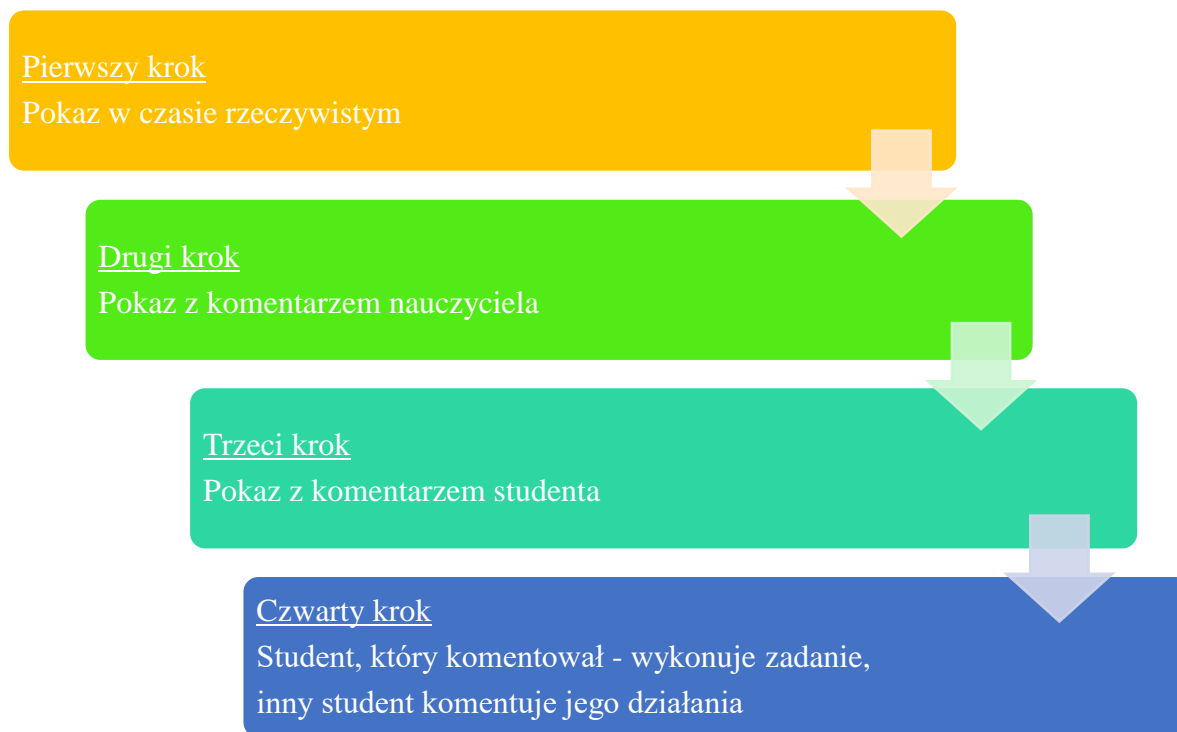 Pierwszy krok
Pokaz w czasie rzeczywistym
Drugi krok
Pokaz z komentarzem nauczyciela
Trzeci krok
Pokaz z komentarzem studenta
Czwarty krok
Student, który komentował - wykonuje zadanie,
inny student komentuje jego działania